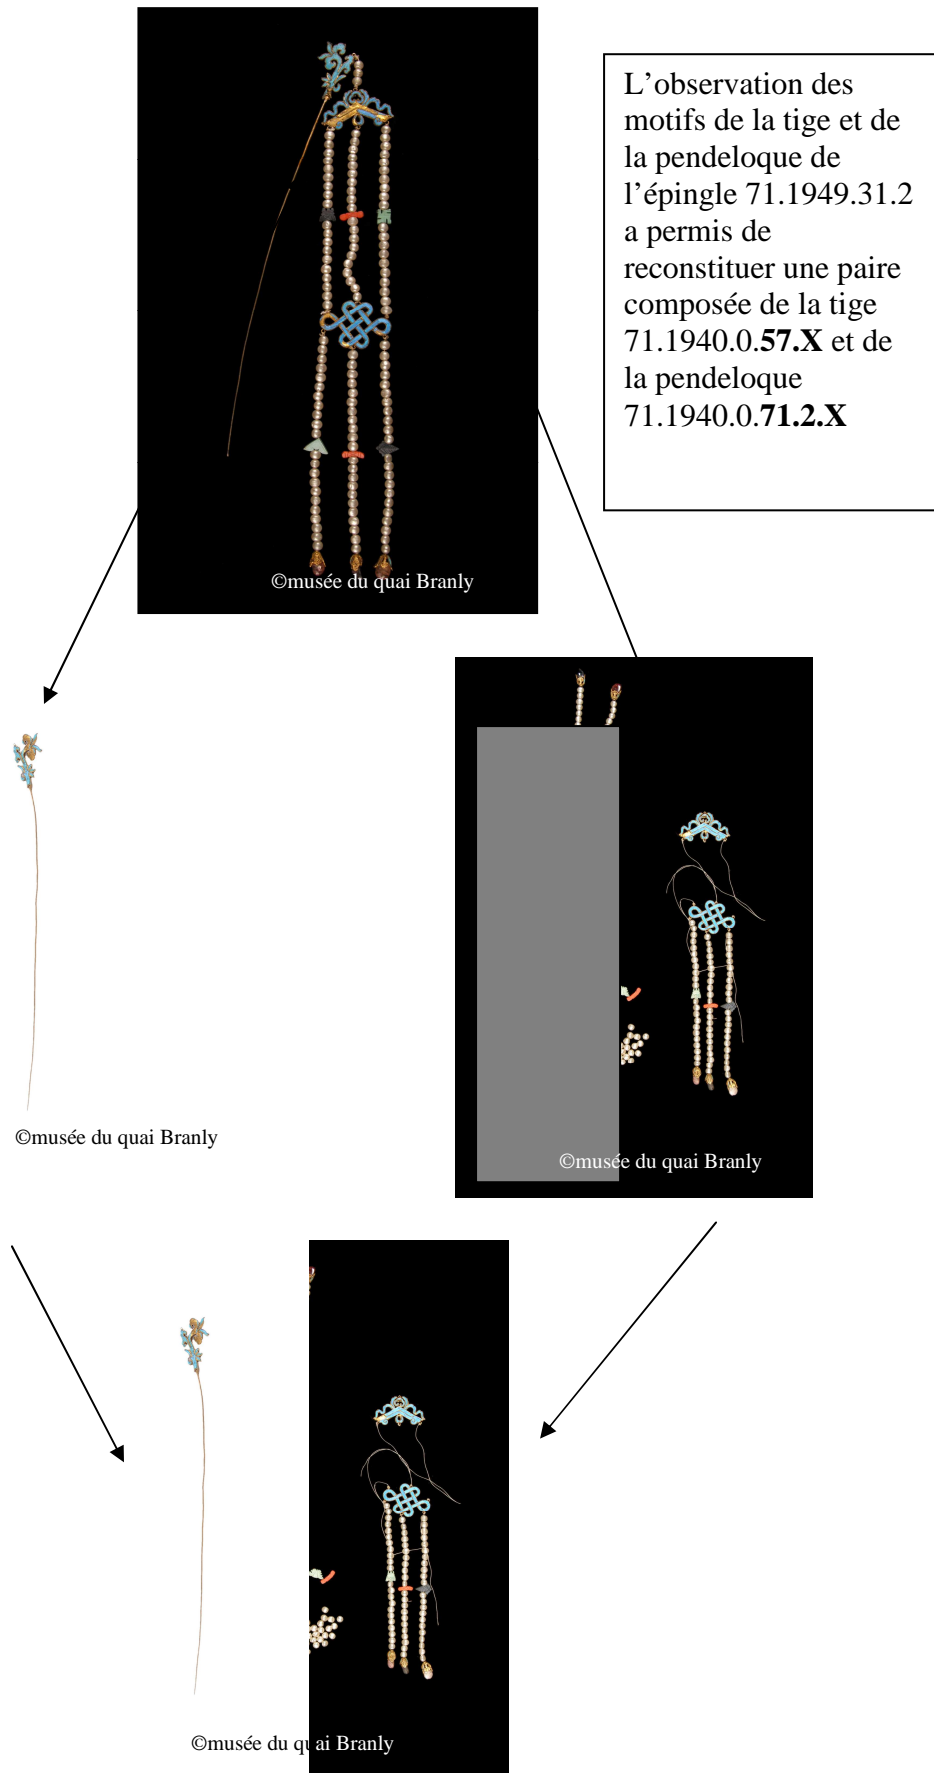 L’observation des
motifs de la tige et de
la pendeloque de
l’épingle 71.1949.31.2
a permis de
reconstituer une paire
composée de la tige
71.1940.0.57.X et de
la pendeloque
71.1940.0.71.2.X
©musée du quai Branly
©musée du quai Branly
©musée du quai Branly
©musée du quai Branly